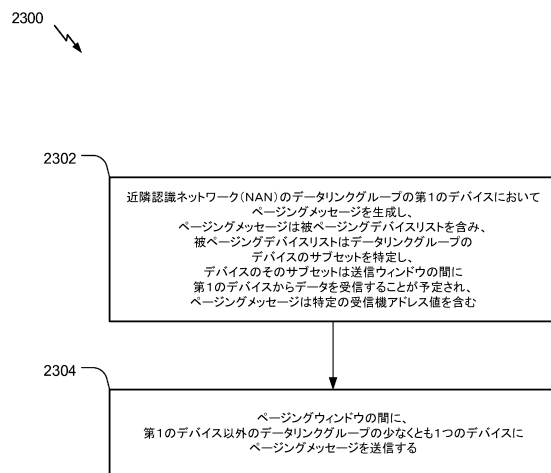 2300
2302
近隣認識ネットワーク（NAN）のデータリンクグループの第1のデバイスにおいて
ページングメッセージを生成し、
ページングメッセージは被ページングデバイスリストを含み、
被ページングデバイスリストはデータリンクグループの
デバイスのサブセットを特定し、
デバイスのそのサブセットは送信ウィンドウの間に
第1のデバイスからデータを受信することが予定され、
ページングメッセージは特定の受信機アドレス値を含む
2304
ページングウィンドウの間に、
第1のデバイス以外のデータリンクグループの少なくとも1つのデバイスに
ページングメッセージを送信する